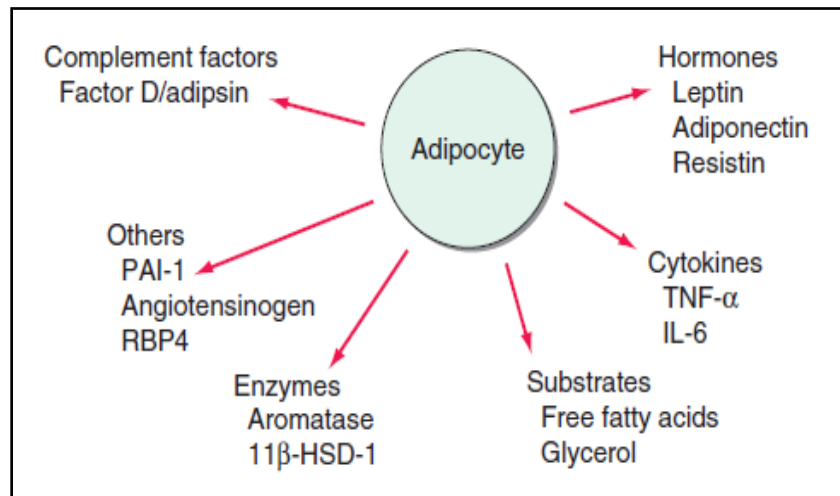 Complement factors
Factor D/adipsin
Adipocyte
Hormones
Leptin
Adiponectin
Resistin
Others
PAI-1
Angiotensinogen
RBP4
Cytokines
TNF-α
IL-6
Enzymes
Aromatase
11β-HSD-1
Substrates
Free fatty acids
Glycerol